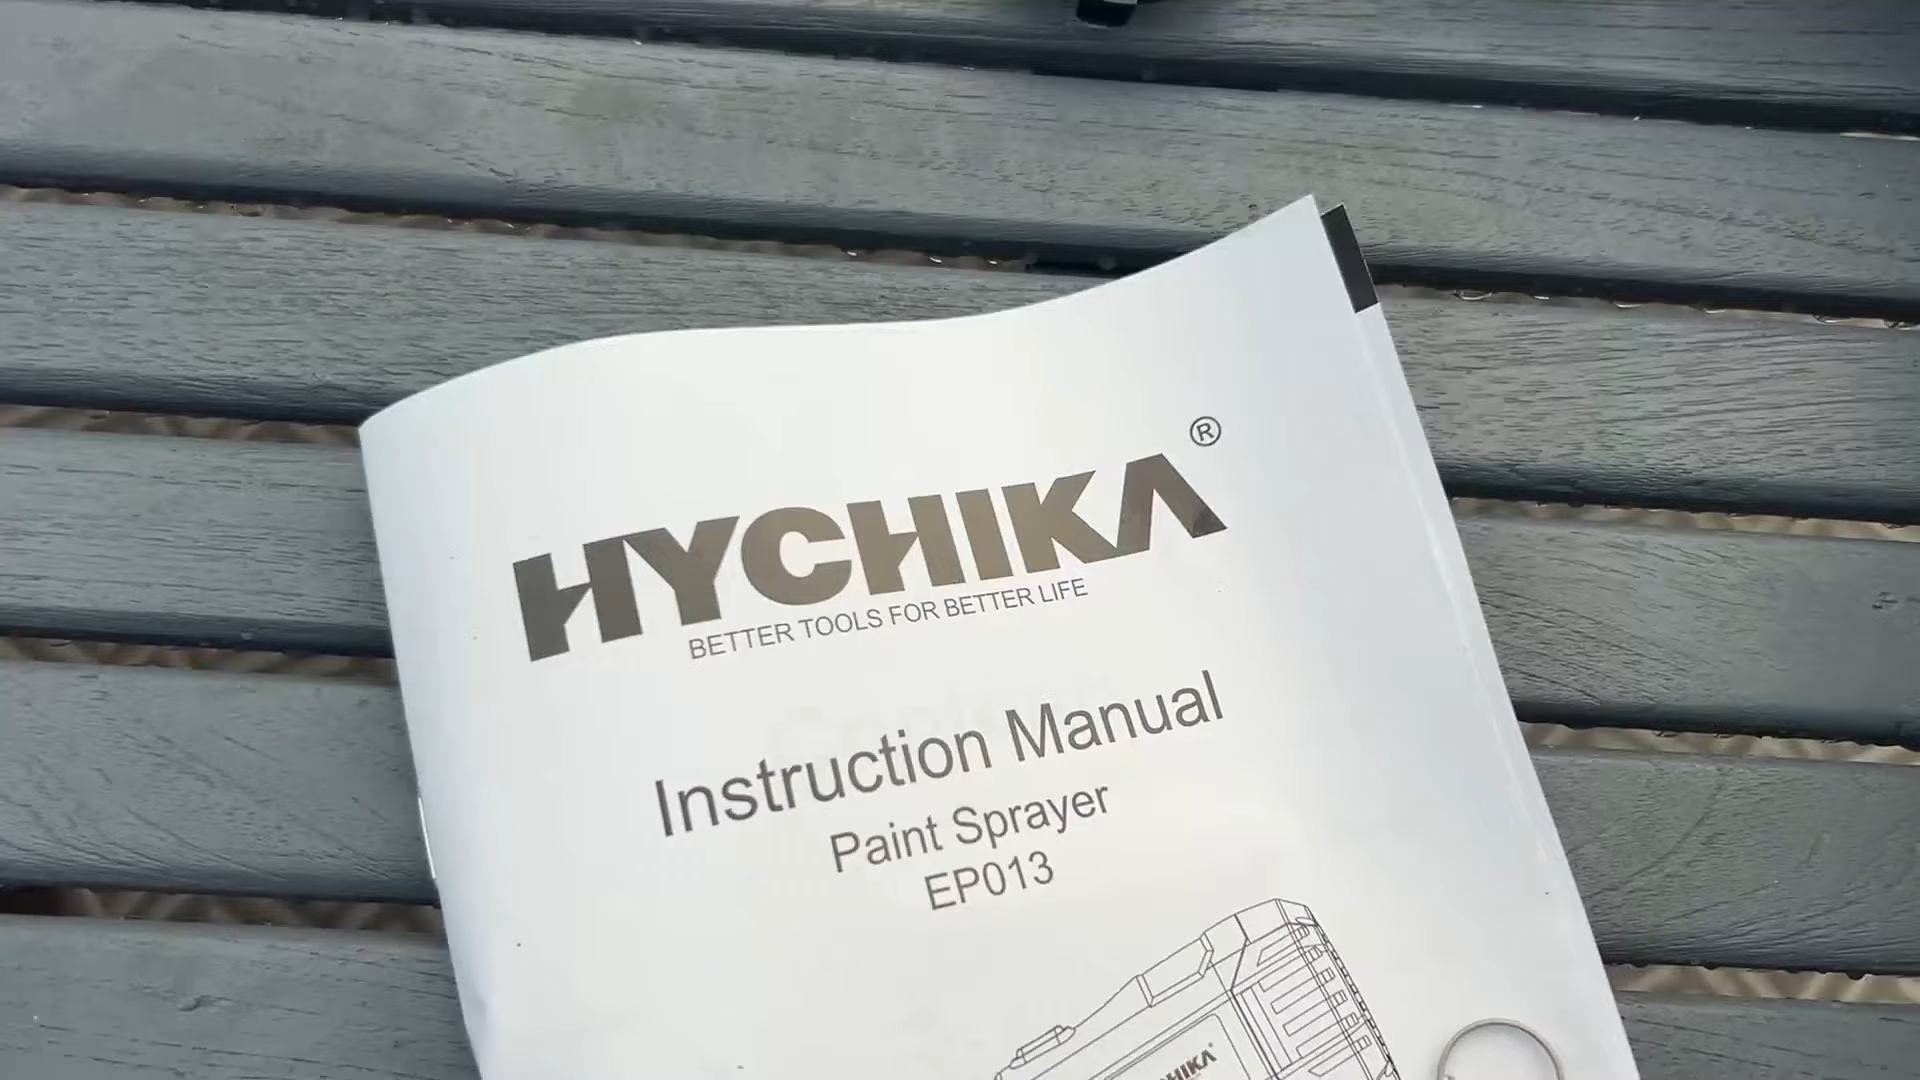 HYCHIKA®
BETTER TOOLS FOR BETTER LIFE
Instruction Manual
Paint Sprayer
EP013